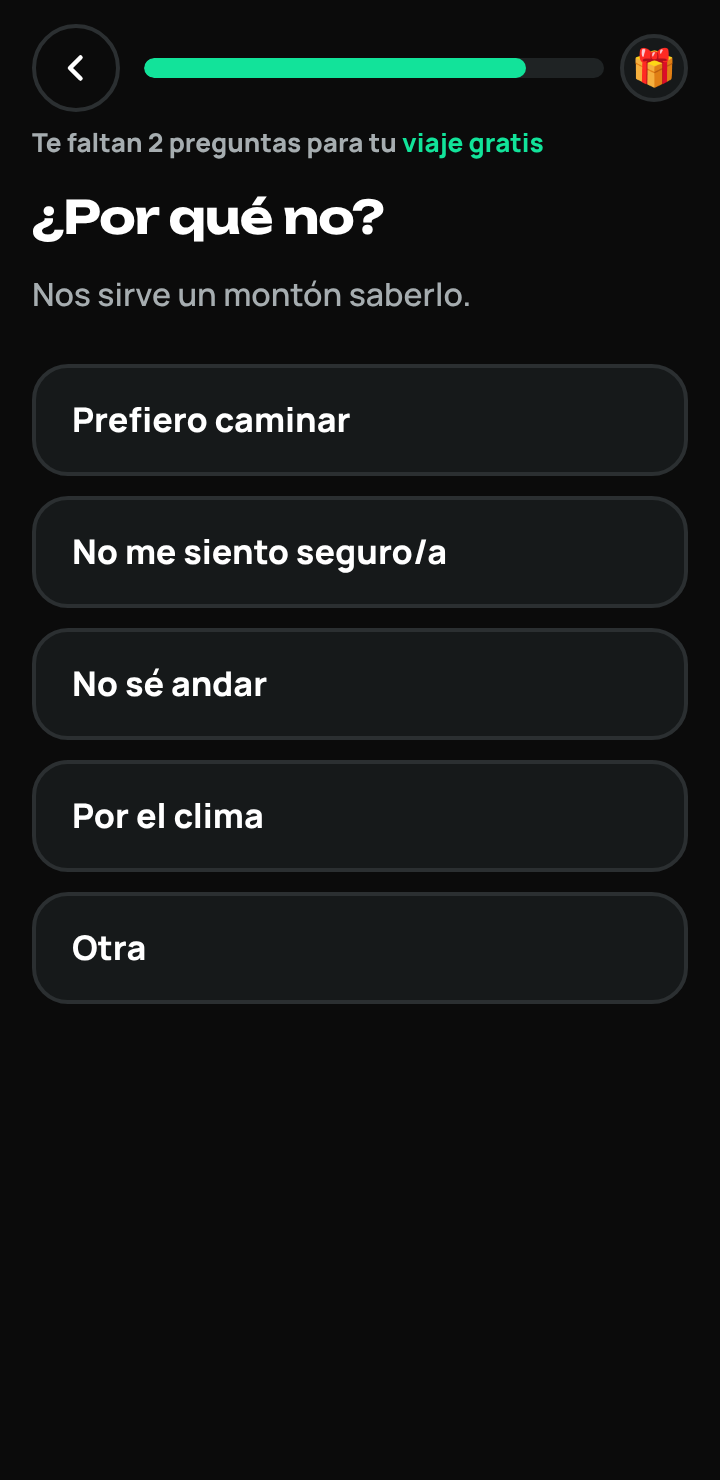 Te faltan 2 preguntas para tu viaje gratis
¿Por qué no?
Nos sirve un montón saberlo.
Prefiero caminar
No me siento seguro/a
No sé andar
Por el clima
Otra